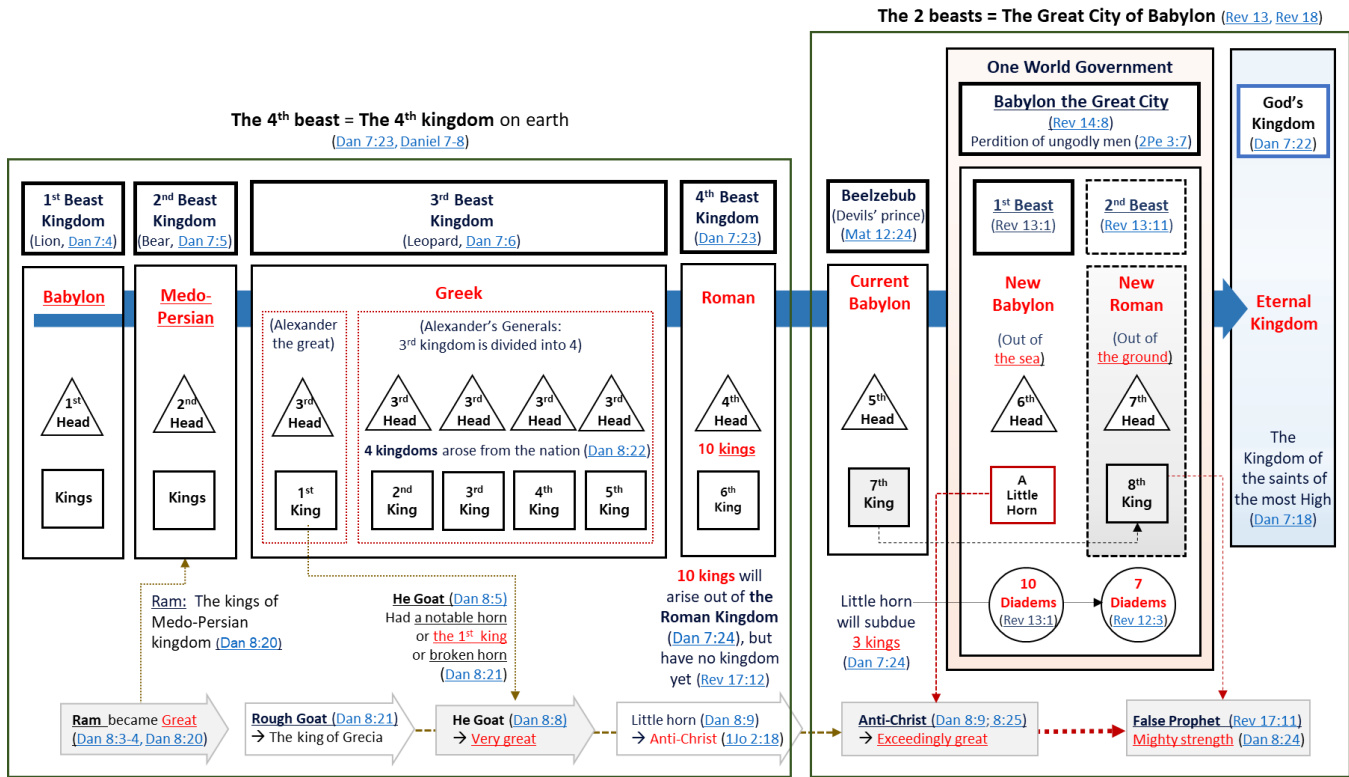 The 2 beasts = The Great City of Babylon (Rev 13, Rev 18)
The 4th beast = The 4th kingdom on earth
(Dan 7:23, Daniel 7-8)
1st Beast
Kingdom
(Lion, Dan 7:4)
2nd Beast
Kingdom
(Bear, Dan 7:5)
3rd Beast
Kingdom
(Leopard, Dan 7:6)
4th Beast
Kingdom
(Dan 7:23)
Babylon
Medo-
Persian
Greek
Roman
(Alexander
the great)
(Alexander's Generals:
3rd kingdom is divided into 4)
1st
Head
2nd
Head
3rd
Head
3rd
Head
3rd
Head
3rd
Head
3rd
Head
4th
Head
4 kingdoms arose from the nation (Dan 8:22)
10 kings
Kings
Kings
1st
King
2nd
King
3rd
King
4th
King
5th
King
6th
King
Ram: The kings of
Medo-Persian
kingdom (Dan 8:20)
He Goat (Dan 8:5)
Had a notable horn
or the 1st king
or broken horn
(Dan 8:21)
10 kings will
arise out of the
Roman Kingdom
(Dan 7:24), but
have no kingdom
yet (Rev 17:12)
One World Government
Babylon the Great City
(Rev 14:8)
Perdition of ungodly men (2Pe 3:7)
God's
Kingdom
(Dan 7:22)
Beelzebub
(Devils' prince)
(Mat 12:24)
1st Beast
(Rev 13:1)
2nd Beast
(Rev 13:11)
Current
Babylon
New
Babylon
New
Roman
Eternal
Kingdom
(Out of
the sea)
(Out of
the ground)
5th
Head
6th
Head
7th
Head
7th
King
A
Little
Horn
8th
King
The
Kingdom of
the saints of
the most High
(Dan 7:18)
Little horn
will subdue
3 kings
(Dan 7:24)
10
Diadems
(Rev 13:1)
7
Diadems
(Rev 12:3)
Ram became Great
(Dan 8:3-4, Dan 8:20)
Rough Goat (Dan 8:21)
→ The king of Grecia
He Goat (Dan 8:8)
→ Very great
Little horn (Dan 8:9)
→ Anti-Christ (1Jo 2:18)
Anti-Christ (Dan 8:9; 8:25)
→ Exceedingly great
False Prophet (Rev 17:11)
Mighty strength (Dan 8:24)